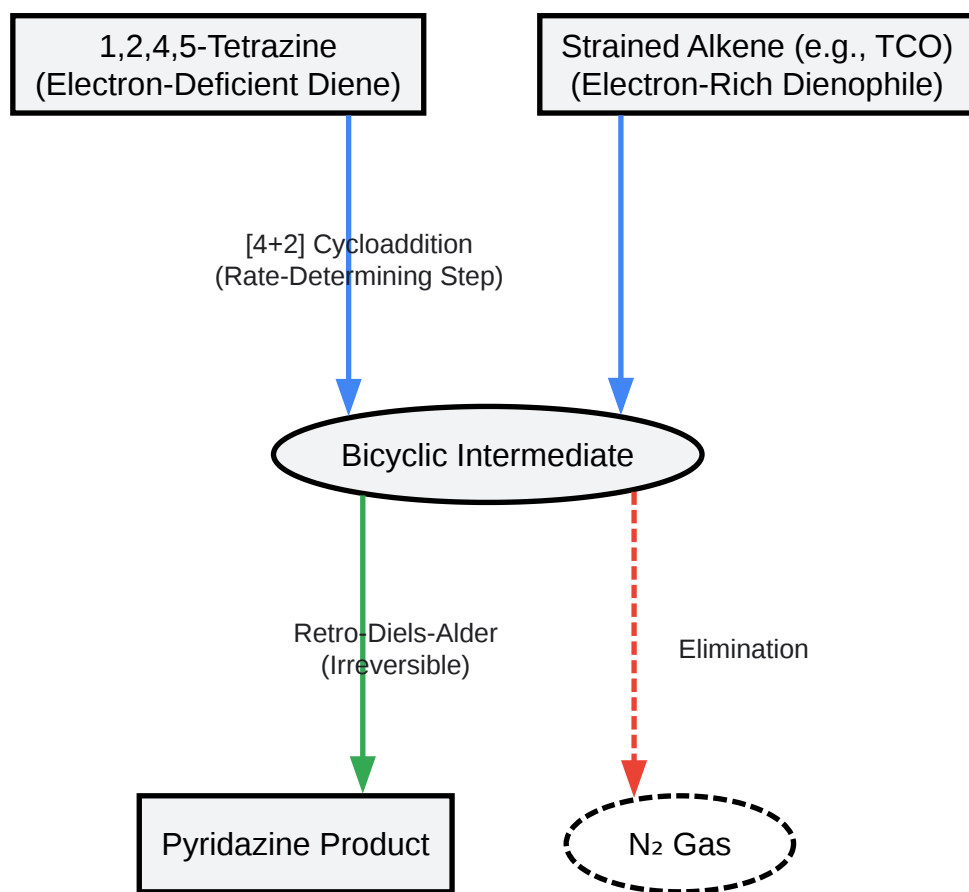 1,2,4,5-Tetrazine
(Electron-Deficient Diene)
Strained Alkene (e.g., TCO)
(Electron-Rich Dienophile)
[4+2] Cycloaddition
(Rate-Determining Step)
Bicyclic Intermediate
Retro-Diels-Alder
(Irreversible)
Elimination
Pyridazine Product
N₂ Gas